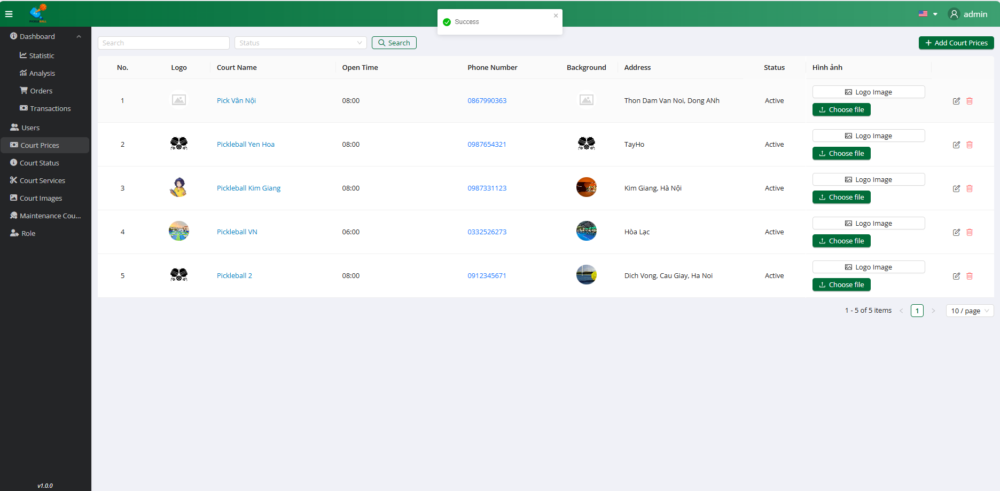 PICKLEBALL
Success
admin
Dashboard
Statistic
Analysis
Orders
Transactions
Users
Court Prices
Court Status
Court Services
Court Images
Maintenance Cou...
Role
v1.0.0
Search
Status
Search
Add Court Prices
No. Logo Court Name Open Time Phone Number Background Address Status Hình ảnh
1 Pick Vân Nội 08:00 0867990363 Thon Dam Van Noi, Dong ANh Active
Logo Image
Choose file
2 Pickleball Yen Hoa 08:00 0987654321 TayHo Active
Logo Image
Choose file
3 Pickleball Kim Giang 08:00 0987331123 Kim Giang, Hà Nội Active
Logo Image
Choose file
4 Pickleball VN 06:00 0332526273 Hòa Lạc Active
Logo Image
Choose file
5 Pickleball 2 08:00 0912345671 Dich Vong, Cau Giay, Ha Noi Active
Logo Image
Choose file
1 - 5 of 5 items 1 10 / page